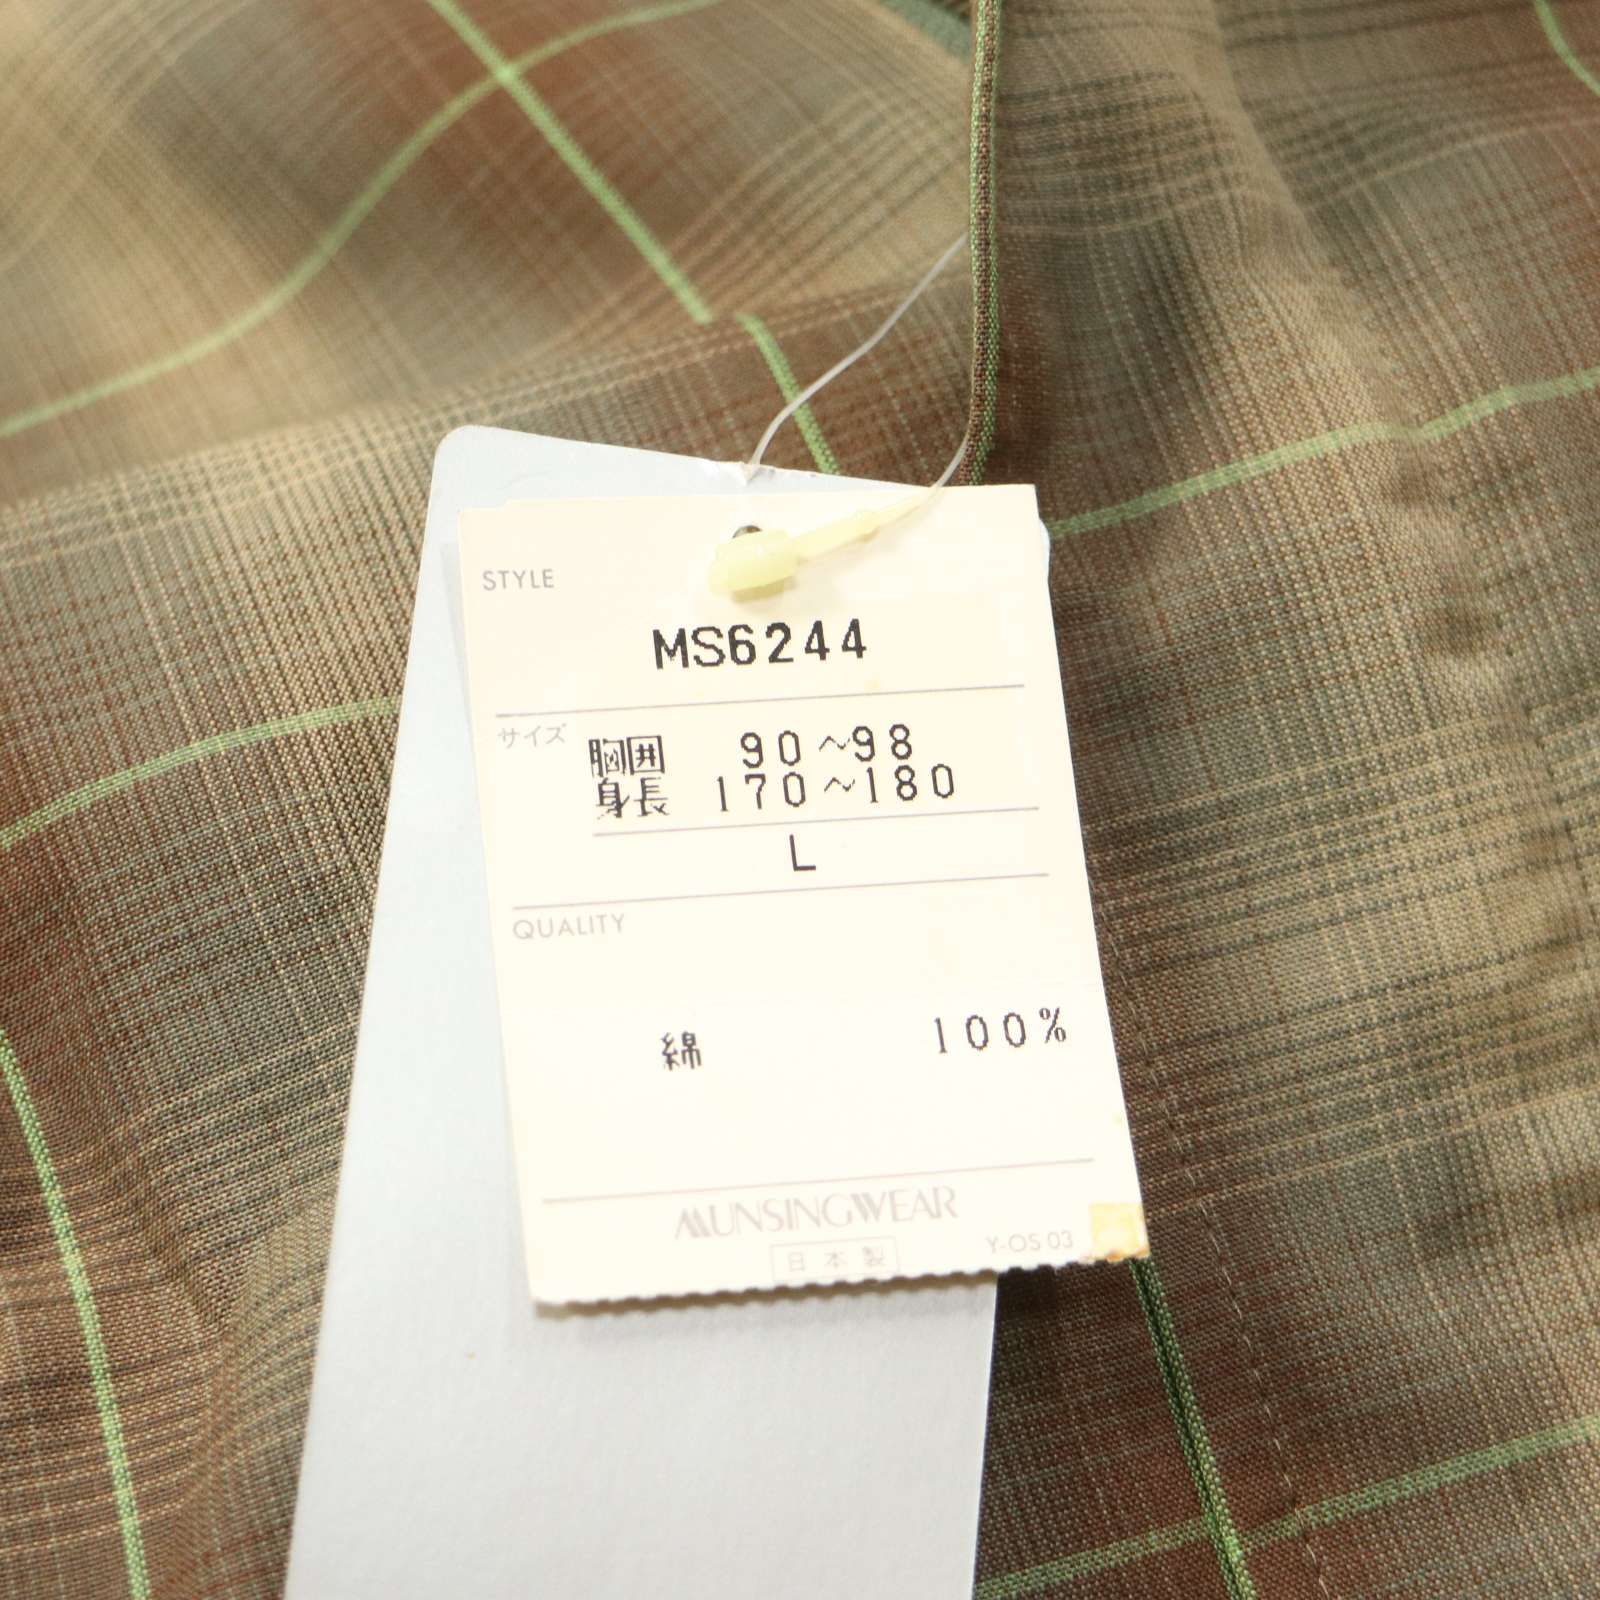 STYLE
MS6244
サイズ
胸囲 90~98
身長 170~180
L
QUALITY
綿 100%
MUNSINGWEAR
日本製
Y-OS 03